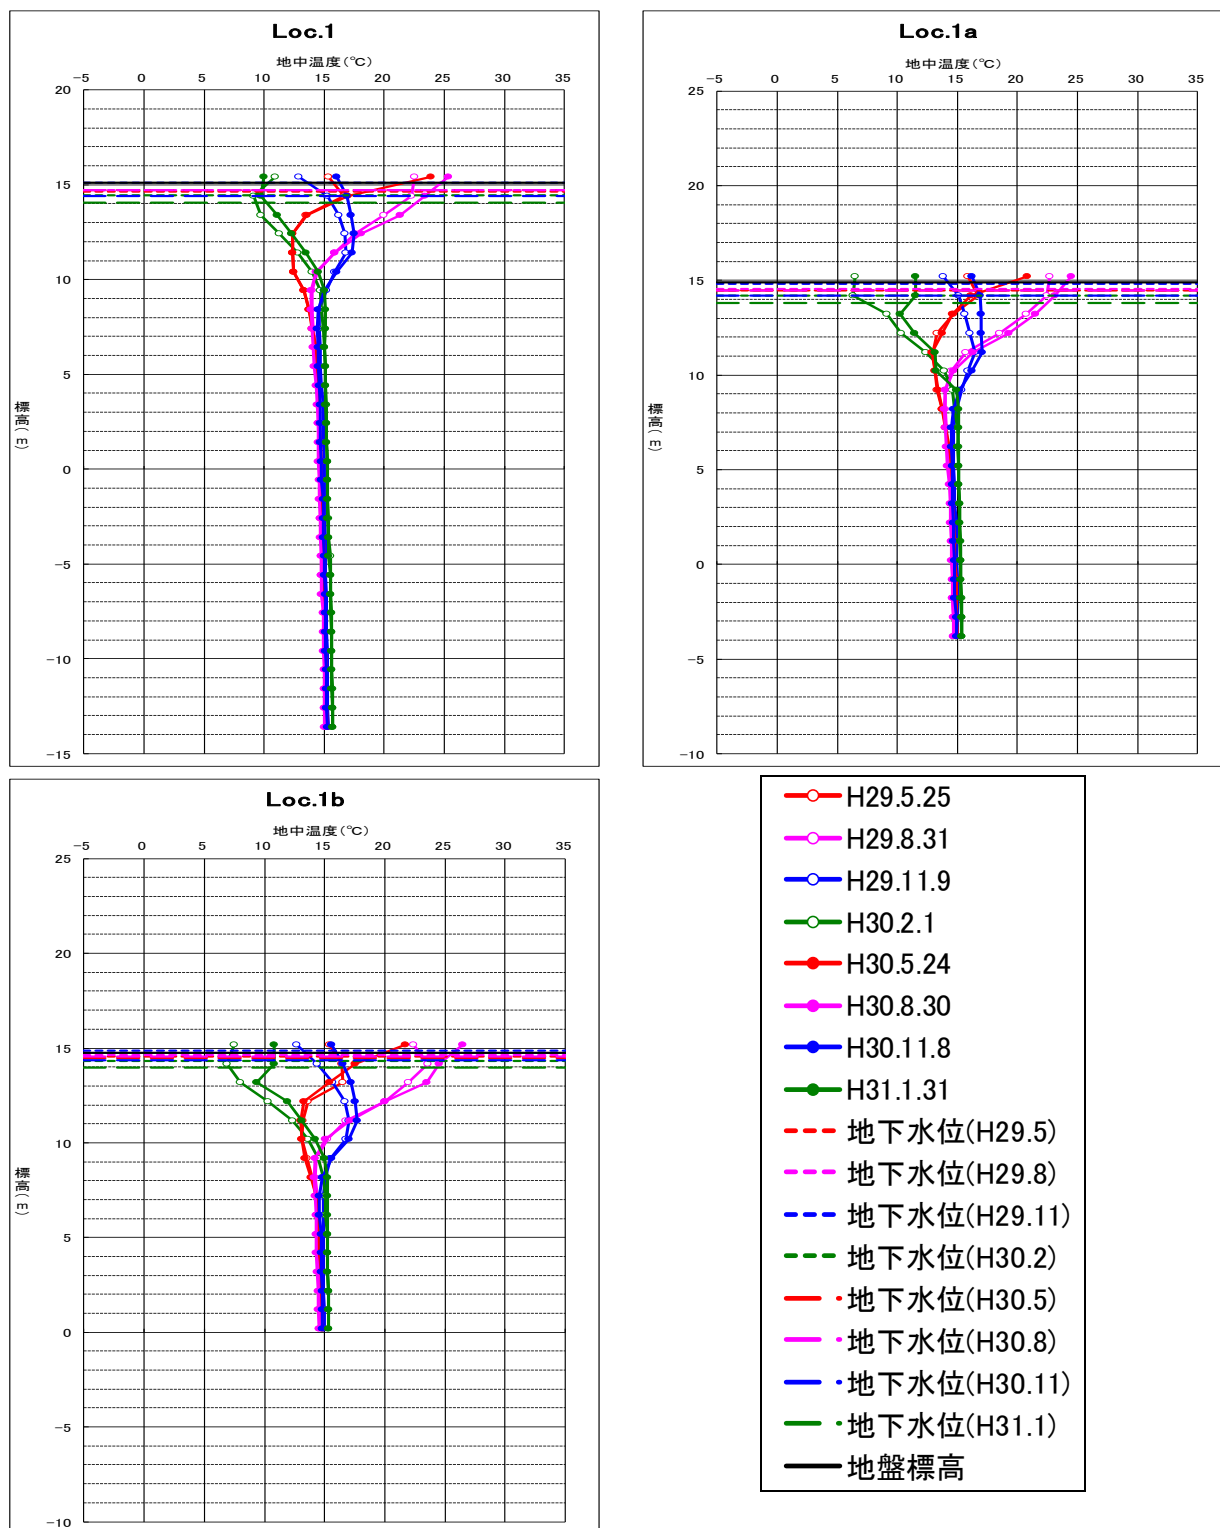 Loc.1
地中温度(℃)
-5 0 5 10 15 20 25 30 35
20
15
10
5
0
-5
-10
-15
標高(m)
Loc.1a
地中温度(℃)
-5 0 5 10 15 20 25 30 35
25
20
15
10
5
0
-5
-10
標高(m)
Loc.1b
地中温度(℃)
-5 0 5 10 15 20 25 30 35
25
20
15
10
5
0
-5
-10
標高(m)
H29.5.25
H29.8.31
H29.11.9
H30.2.1
H30.5.24
H30.8.30
H30.11.8
H31.1.31
地下水位(H29.5)
地下水位(H29.8)
地下水位(H29.11)
地下水位(H30.2)
地下水位(H30.5)
地下水位(H30.8)
地下水位(H30.11)
地下水位(H31.1)
地盤標高